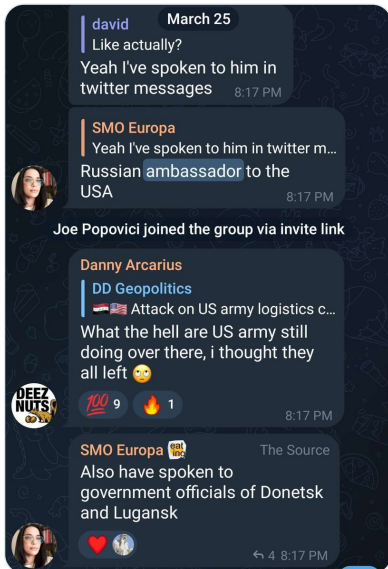 March 25
david
Like actually?
Yeah I've spoken to him in
twitter messages 8:17 PM
SMO Europa
Yeah I've spoken to him in twitter m...
Russian ambassador to the
USA
8:17 PM
Joe Popovici joined the group via invite link
Danny Arcarius
DD Geopolitics
Attack on US army logistics c...
What the hell are US army still
doing over there, i thought they
all left
DEEZ
NUTS
100 9 1
8:17 PM
SMO Europa The Source
Also have spoken to
government officials of Donetsk
and Lugansk
4 8:17 PM